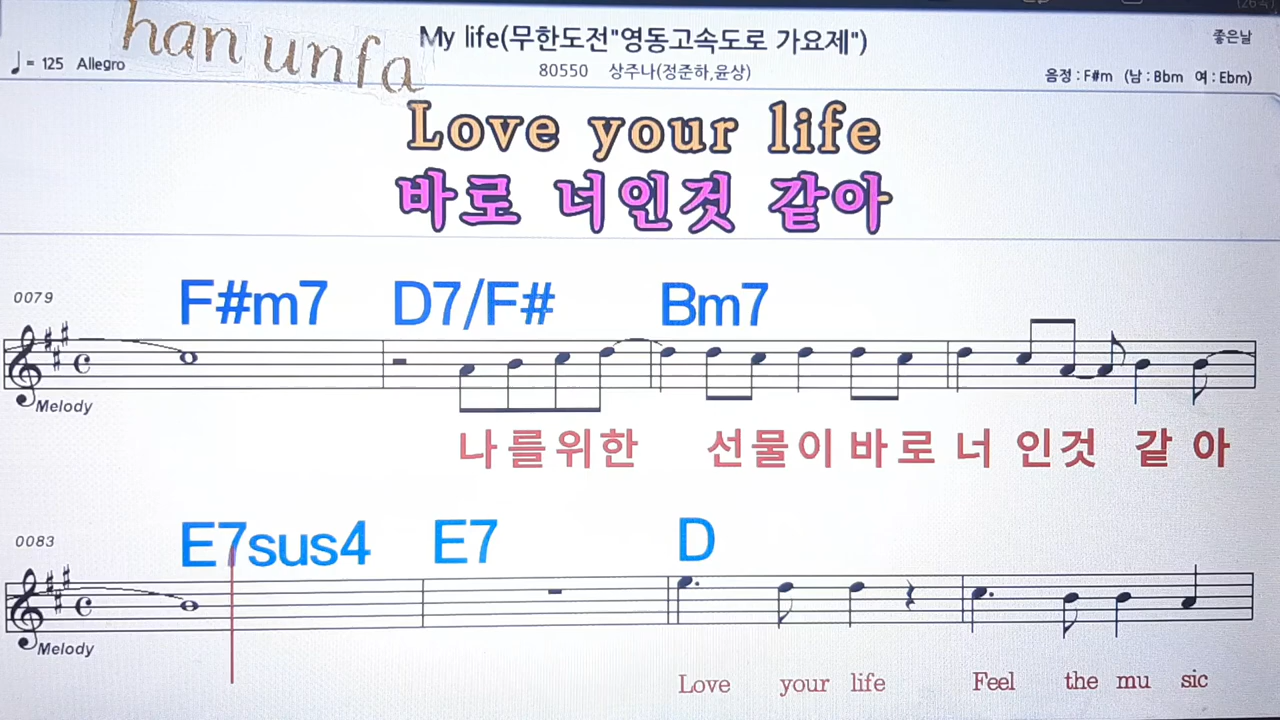 han unfa
My life(무한도전"영동고속도로 가요제")
좋은날
♩= 125 Allegro
80550 상주나(정준하,윤상)
음정 : F#m (남 : Bbm 여 : Ebm)
Love your life
바로 너인것 같아
0079
F#m7 D7/F# Bm7
Melody
나를위한 선물이 바로 너 인것 같 아
0083
E7sus4 E7 D
Melody
Love your life Feel the mu sic